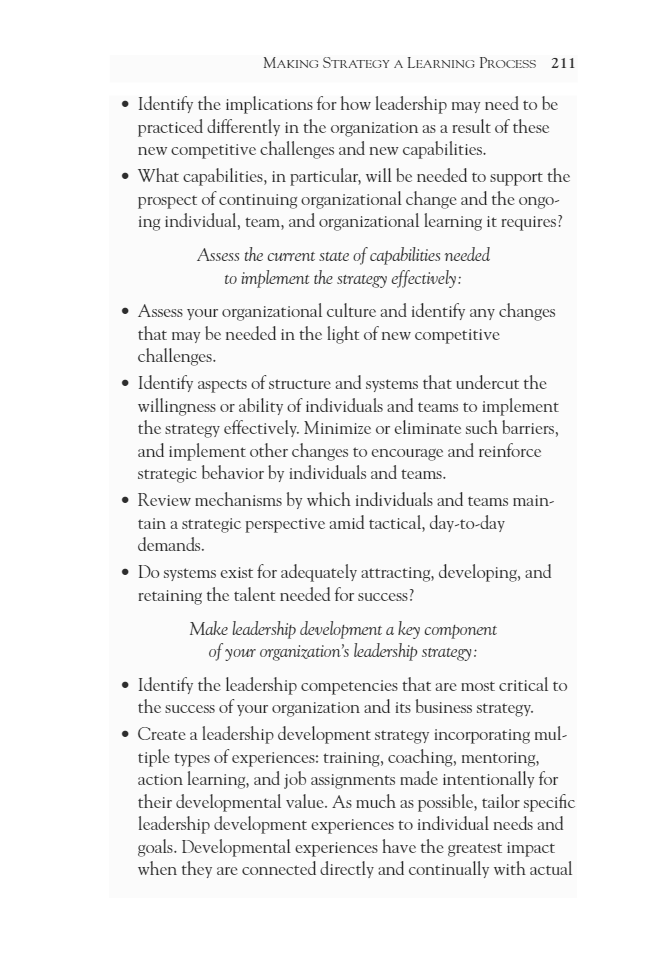 MAKING STRATEGY A LEARNING PROCESS 211
• Identify the implications for how leadership may need to be
practiced differently in the organization as a result of these
new competitive challenges and new capabilities.
• What capabilities, in particular, will be needed to support the
prospect of continuing organizational change and the ongo-
ing individual, team, and organizational learning it requires?
Assess the current state of capabilities needed
to implement the strategy effectively:
• Assess your organizational culture and identify any changes
that may be needed in the light of new competitive
challenges.
• Identify aspects of structure and systems that undercut the
willingness or ability of individuals and teams to implement
the strategy effectively. Minimize or eliminate such barriers,
and implement other changes to encourage and reinforce
strategic behavior by individuals and teams.
• Review mechanisms by which individuals and teams main-
tain a strategic perspective amid tactical, day-to-day
demands.
• Do systems exist for adequately attracting, developing, and
retaining the talent needed for success?
Make leadership development a key component
of your organization's leadership strategy:
• Identify the leadership competencies that are most critical to
the success of your organization and its business strategy.
• Create a leadership development strategy incorporating mul-
tiple types of experiences: training, coaching, mentoring,
action learning, and job assignments made intentionally for
their developmental value. As much as possible, tailor specific
leadership development experiences to individual needs and
goals. Developmental experiences have the greatest impact
when they are connected directly and continually with actual